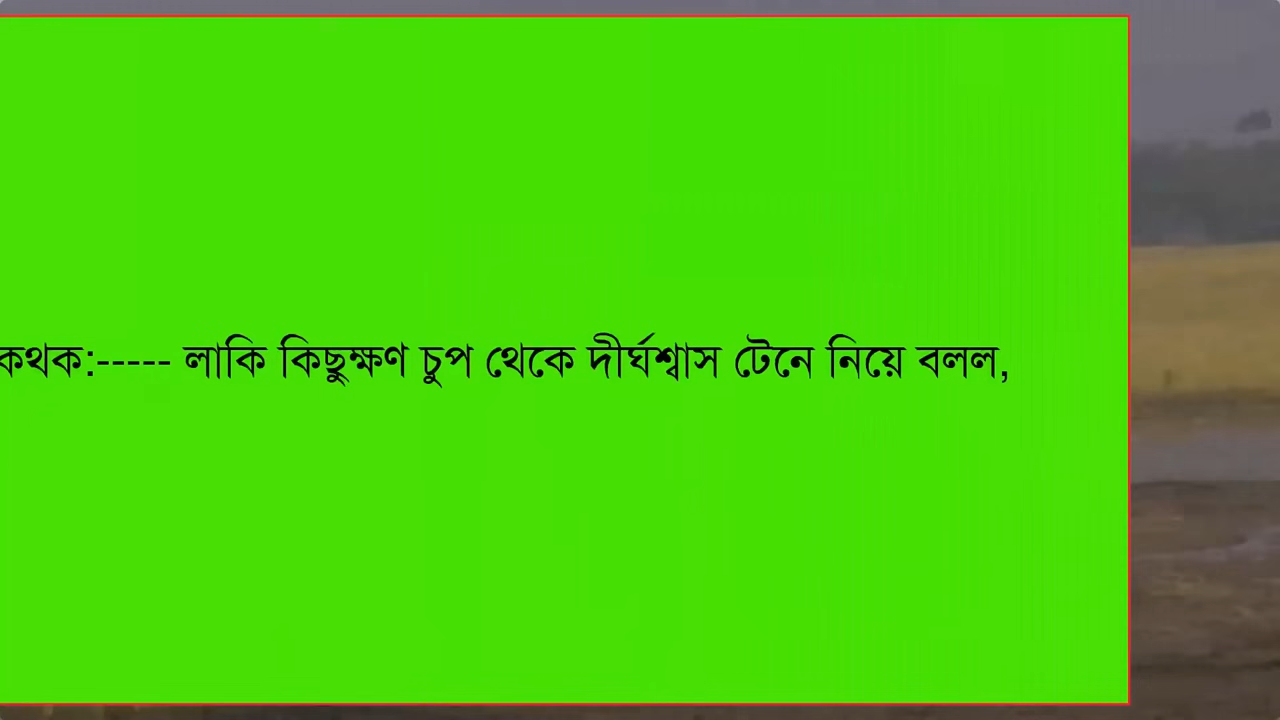 কথক:----- লাকি কিছুক্ষণ চুপ থেকে দীর্ঘশ্বাস টেনে নিয়ে বলল,